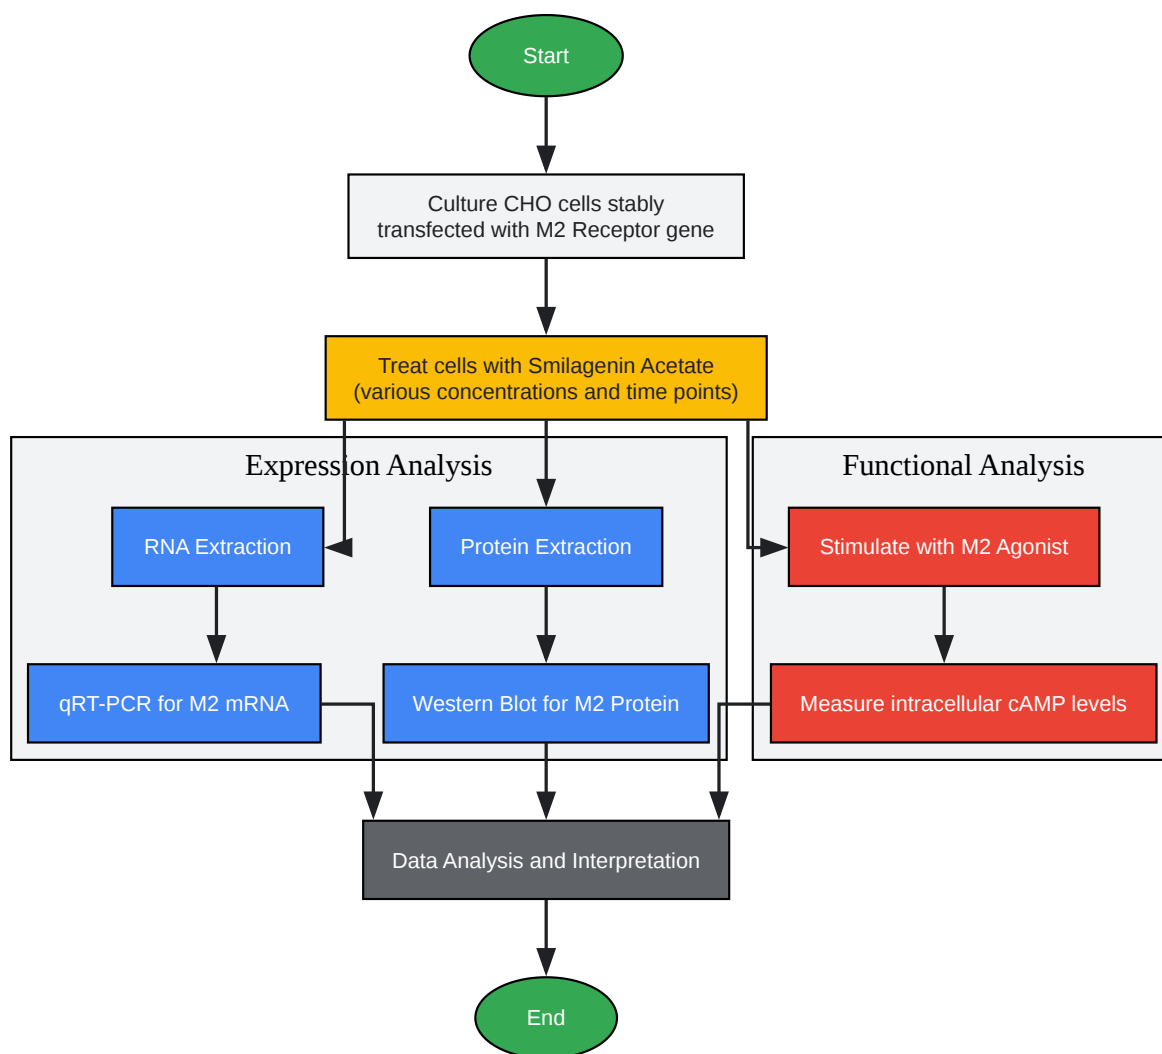 Start
Culture CHO cells stably
transfected with M2 Receptor gene
Treat cells with Smilagenin Acetate
(various concentrations and time points)
Expression Analysis
Functional Analysis
RNA Extraction
Protein Extraction
Stimulate with M2 Agonist
qRT-PCR for M2 mRNA
Western Blot for M2 Protein
Measure intracellular cAMP levels
Data Analysis and Interpretation
End